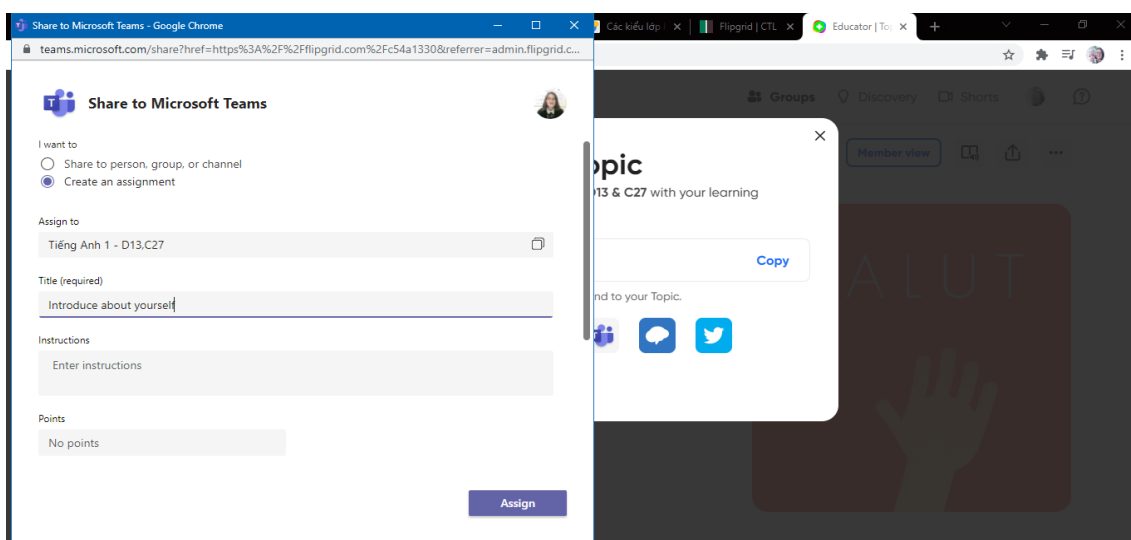 Share to Microsoft Teams - Google Chrome
teams.microsoft.com/share?href=https%3A%2F%2Fflipgrid.com%2Fc54a1330&referrer=admin.flipgrid.c...
Share to Microsoft Teams
I want to
Share to person, group, or channel
Create an assignment
Assign to
Tiếng Anh 1 - D13,C27
Title (required)
Introduce about yourself
Instructions
Enter instructions
Points
No points
Assign
Các kiểu lớp
Flipgrid | CTL
Educator | To
Groups
Discovery
Shorts
Member view
opic
13 & C27 with your learning
Copy
nd to your Topic.
ALUT